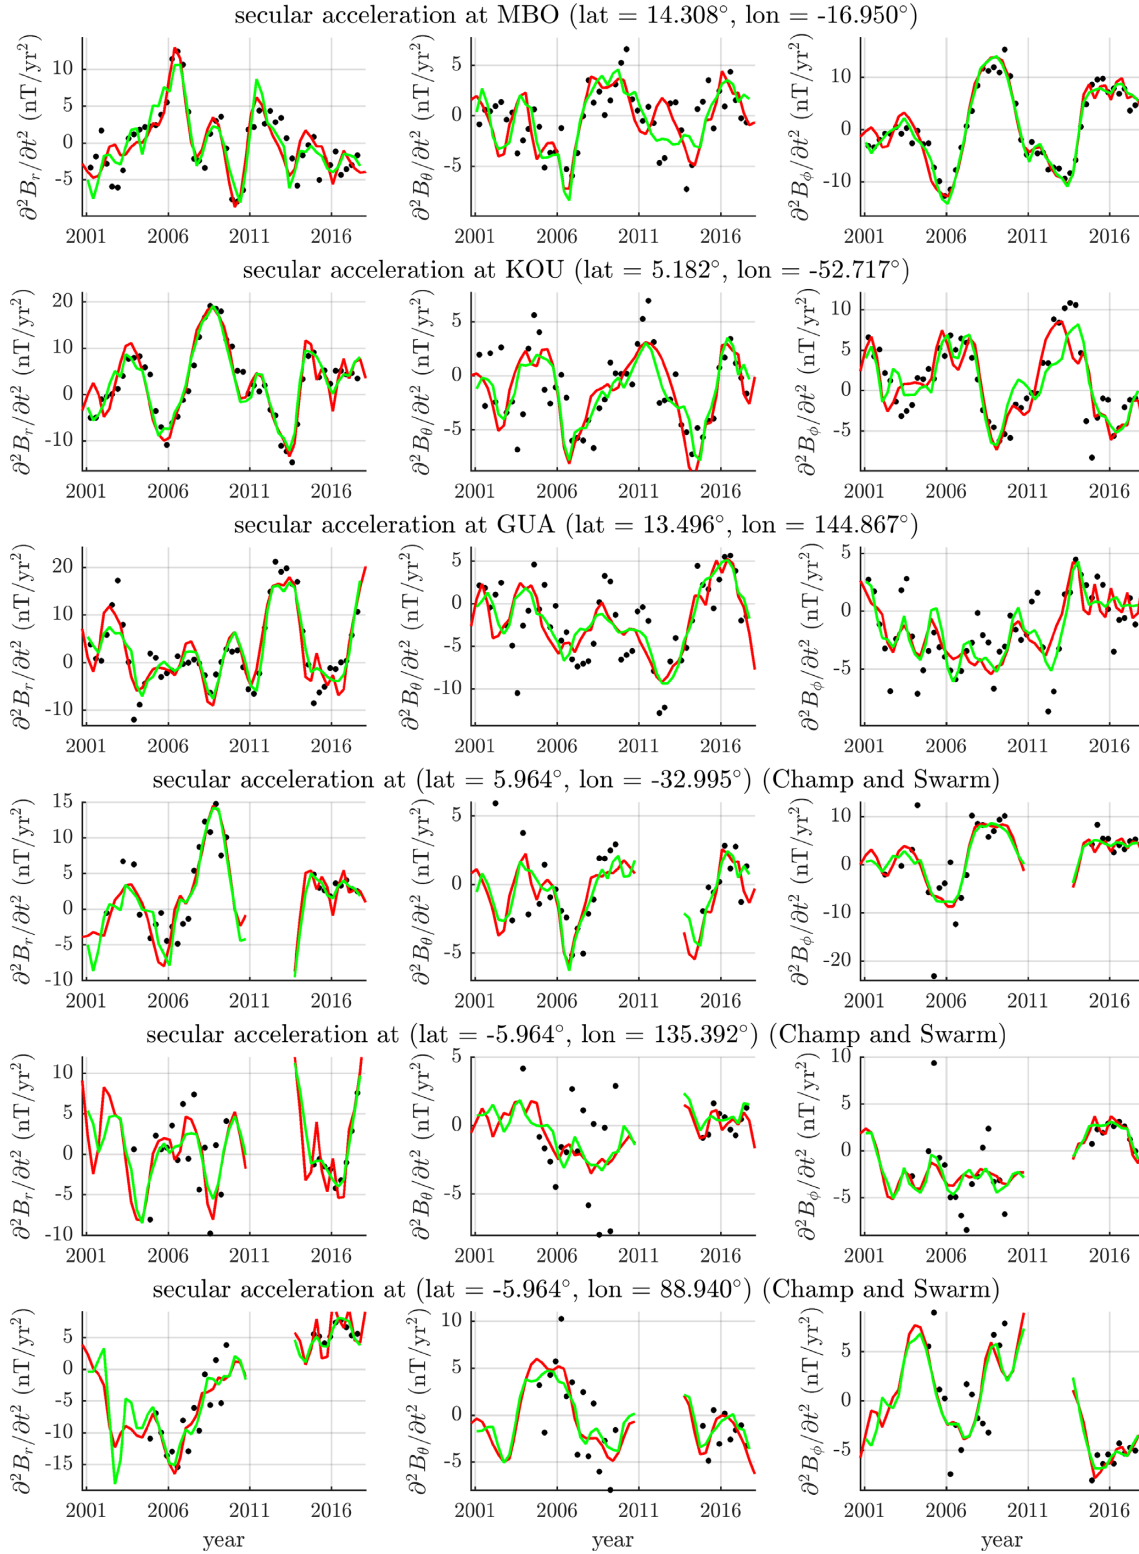 secular acceleration at MBO (lat = 14.308°, lon = -16.950°)
∂²B_r/∂t² (nT/yr²)
10
5
0
-5
2001 2006 2011 2016
∂²B_θ/∂t² (nT/yr²)
5
0
-5
2001 2006 2011 2016
∂²B_ϕ/∂t² (nT/yr²)
10
0
-10
2001 2006 2011 2016
secular acceleration at KOU (lat = 5.182°, lon = -52.717°)
∂²B_r/∂t² (nT/yr²)
20
10
0
-10
2001 2006 2011 2016
∂²B_θ/∂t² (nT/yr²)
5
0
-5
2001 2006 2011 2016
∂²B_ϕ/∂t² (nT/yr²)
10
5
0
-5
2001 2006 2011 2016
secular acceleration at GUA (lat = 13.496°, lon = 144.867°)
∂²B_r/∂t² (nT/yr²)
20
10
0
-10
2001 2006 2011 2016
∂²B_θ/∂t² (nT/yr²)
5
0
-5
-10
2001 2006 2011 2016
∂²B_ϕ/∂t² (nT/yr²)
5
0
-5
2001 2006 2011 2016
secular acceleration at (lat = 5.964°, lon = -32.995°) (Champ and Swarm)
∂²B_r/∂t² (nT/yr²)
15
10
5
0
-5
-10
2001 2006 2011 2016
∂²B_θ/∂t² (nT/yr²)
5
0
-5
2001 2006 2011 2016
∂²B_ϕ/∂t² (nT/yr²)
10
0
-10
-20
2001 2006 2011 2016
secular acceleration at (lat = -5.964°, lon = 135.392°) (Champ and Swarm)
∂²B_r/∂t² (nT/yr²)
10
5
0
-5
-10
2001 2006 2011 2016
∂²B_θ/∂t² (nT/yr²)
5
0
-5
2001 2006 2011 2016
∂²B_ϕ/∂t² (nT/yr²)
10
5
0
-5
2001 2006 2011 2016
secular acceleration at (lat = -5.964°, lon = 88.940°) (Champ and Swarm)
∂²B_r/∂t² (nT/yr²)
5
0
-5
-10
-15
2001 2006 2011 2016
year
∂²B_θ/∂t² (nT/yr²)
10
5
0
-5
2001 2006 2011 2016
year
∂²B_ϕ/∂t² (nT/yr²)
5
0
-5
2001 2006 2011 2016
year